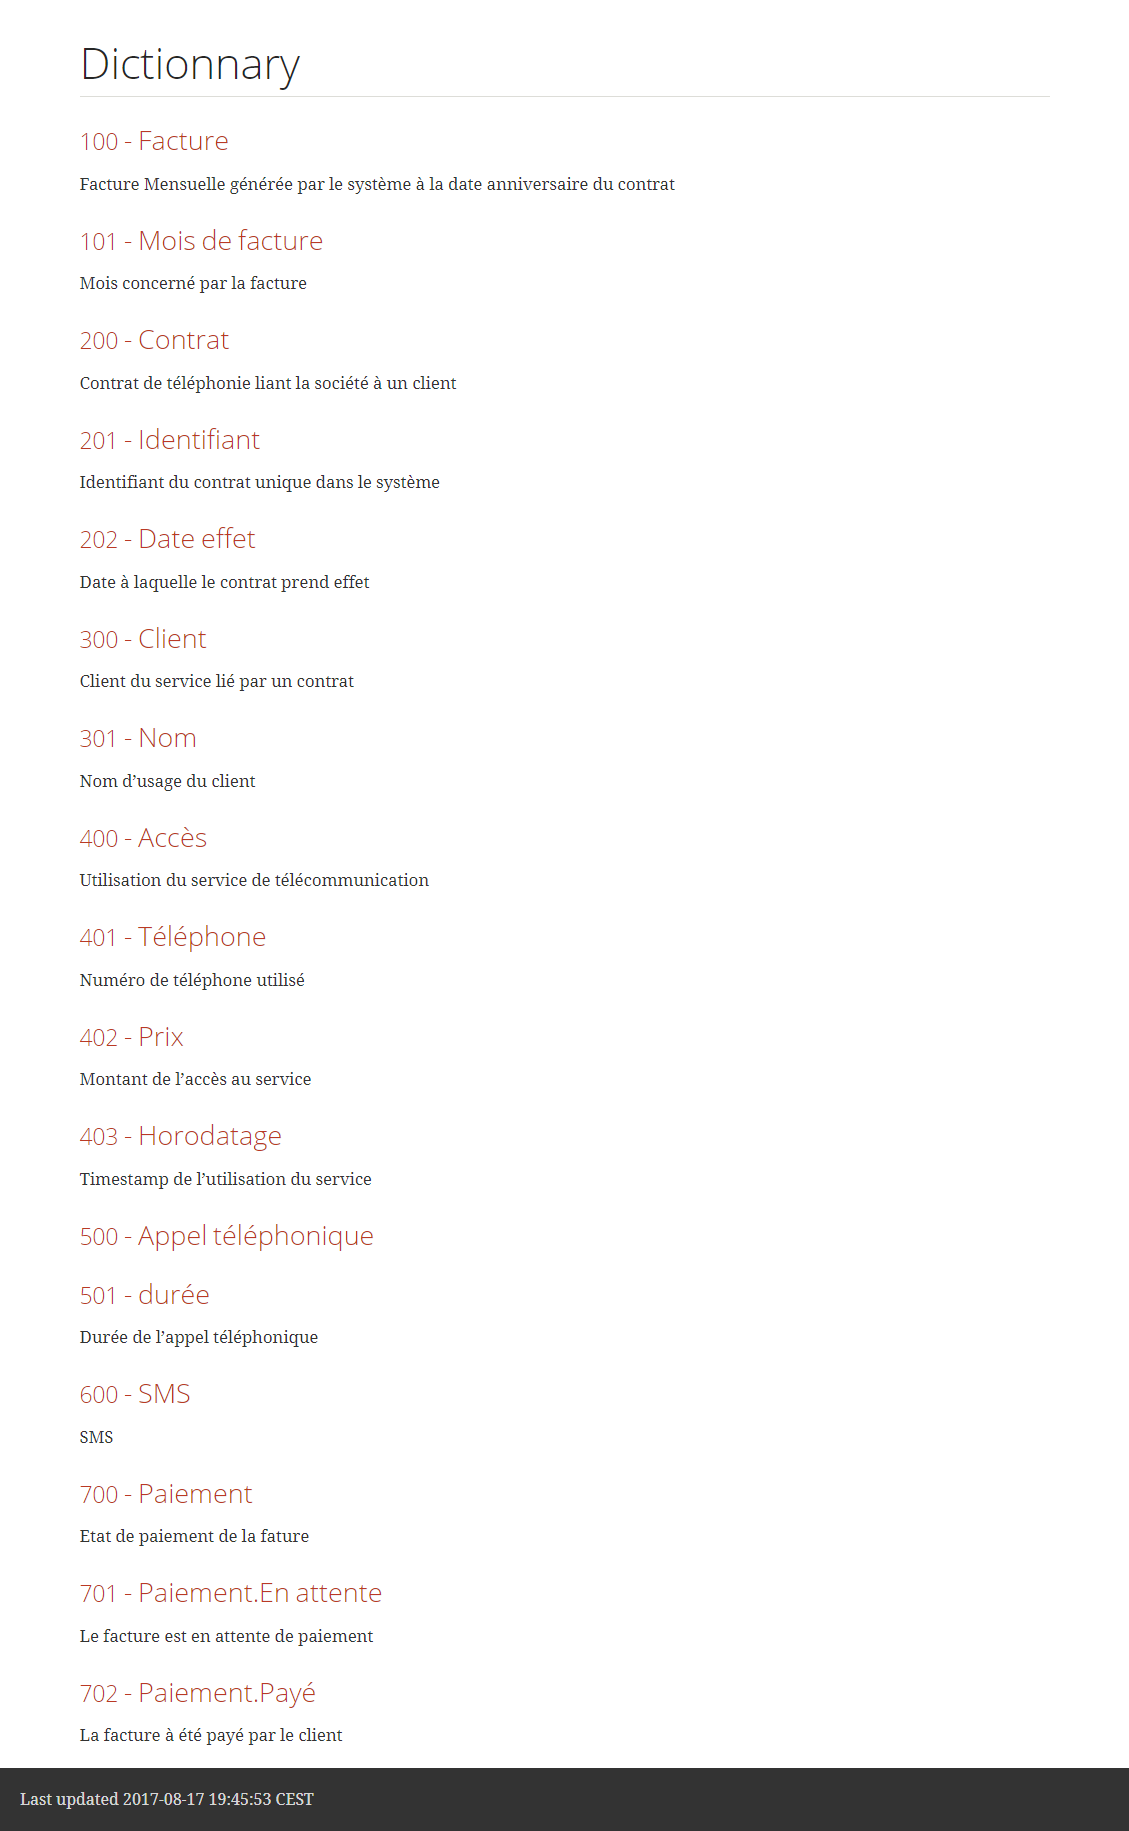 Dictionnary
100 - Facture
Facture Mensuelle générée par le système à la date anniversaire du contrat
101 - Mois de facture
Mois concerné par la facture
200 - Contrat
Contrat de téléphonie liant la société à un client
201 - Identifiant
Identifiant du contrat unique dans le système
202 - Date effet
Date à laquelle le contrat prend effet
300 - Client
Client du service lié par un contrat
301 - Nom
Nom d’usage du client
400 - Accès
Utilisation du service de télécommunication
401 - Téléphone
Numéro de téléphone utilisé
402 - Prix
Montant de l’accès au service
403 - Horodatage
Timestamp de l’utilisation du service
500 - Appel téléphonique
501 - durée
Durée de l’appel téléphonique
600 - SMS
SMS
700 - Paiement
Etat de paiement de la fature
701 - Paiement.En attente
Le facture est en attente de paiement
702 - Paiement.Payé
La facture à été payé par le client
Last updated 2017-08-17 19:45:53 CEST